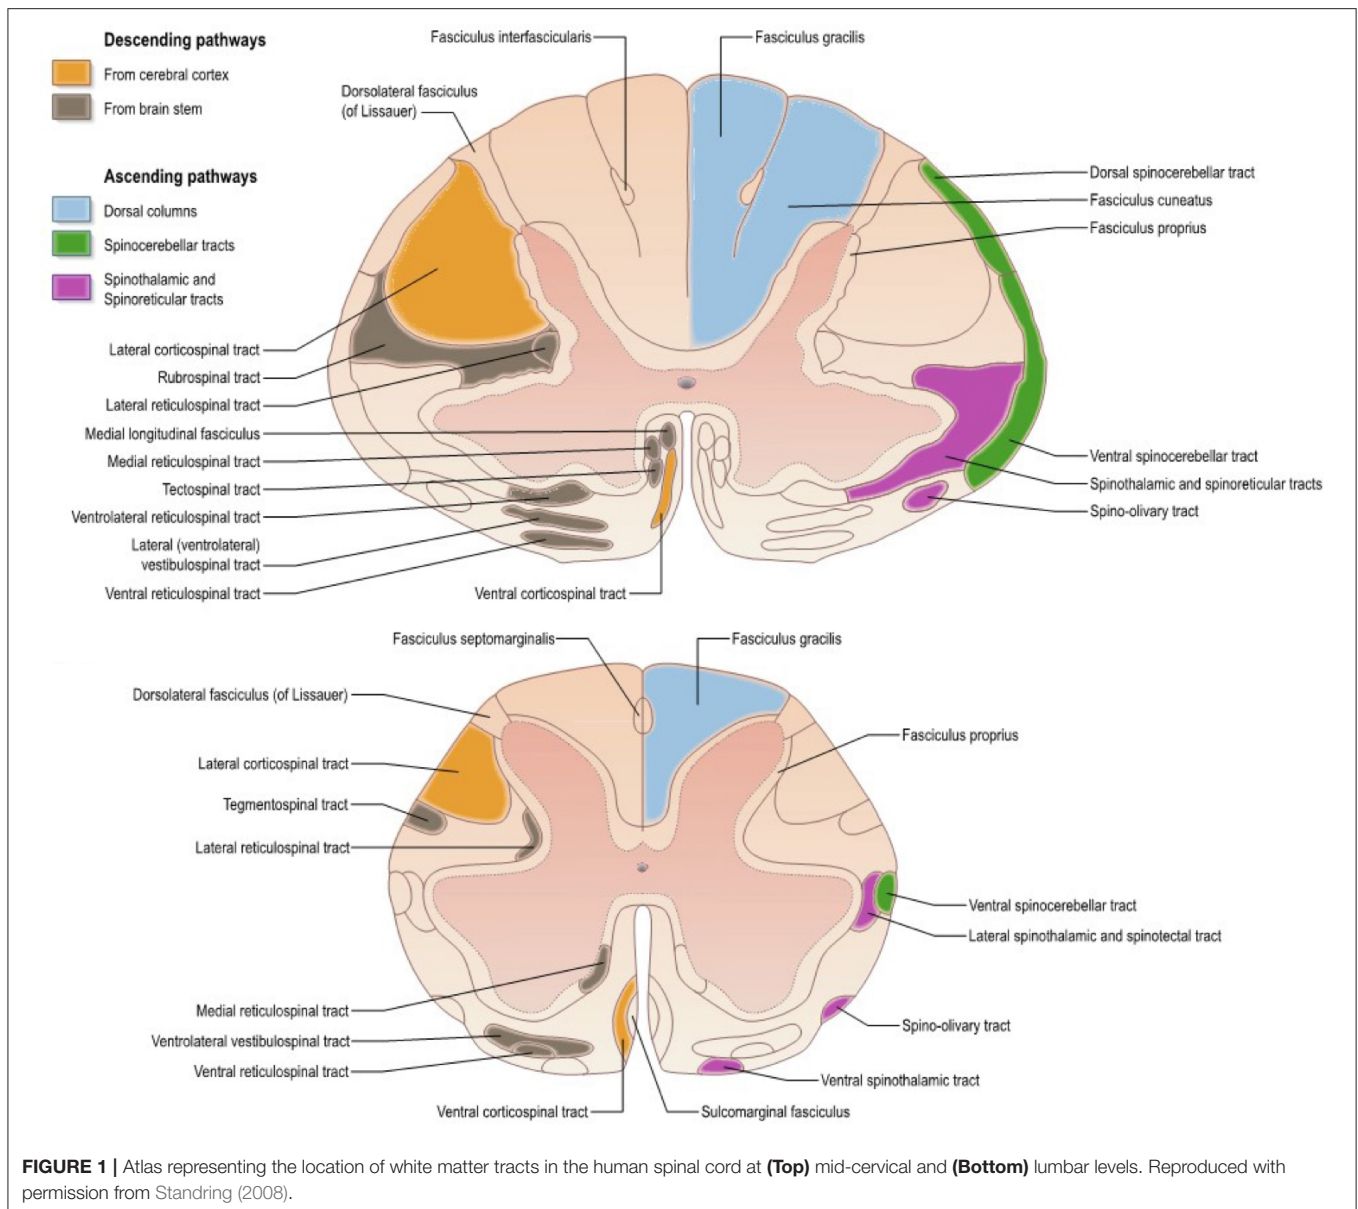 Descending pathways
From cerebral cortex
From brain stem
Ascending pathways
Dorsal columns
Spinocerebellar tracts
Spinothalamic and
Spinoreticular tracts
Fasciculus interfascicularis
Fasciculus gracilis
Dorsolateral fasciculus
(of Lissauer)
Dorsal spinocerebellar tract
Fasciculus cuneatus
Fasciculus proprius
Lateral corticospinal tract
Rubrospinal tract
Lateral reticulospinal tract
Medial longitudinal fasciculus
Medial reticulospinal tract
Tectospinal tract
Ventrolateral reticulospinal tract
Lateral (ventrolateral)
vestibulospinal tract
Ventral reticulospinal tract
Ventral corticospinal tract
Ventral spinocerebellar tract
Spinothalamic and spinoreticular tracts
Spino-olivary tract
Fasciculus septomarginalis
Fasciculus gracilis
Dorsolateral fasciculus (of Lissauer)
Fasciculus proprius
Lateral corticospinal tract
Tegmentospinal tract
Lateral reticulospinal tract
Ventral spinocerebellar tract
Lateral spinothalamic and spinotectal tract
Medial reticulospinal tract
Ventrolateral vestibulospinal tract
Ventral reticulospinal tract
Spino-olivary tract
Ventral spinothalamic tract
Ventral corticospinal tract
Sulcomarginal fasciculus
FIGURE 1 | Atlas representing the location of white matter tracts in the human spinal cord at (Top) mid-cervical and (Bottom) lumbar levels. Reproduced with
permission from Standring (2008).